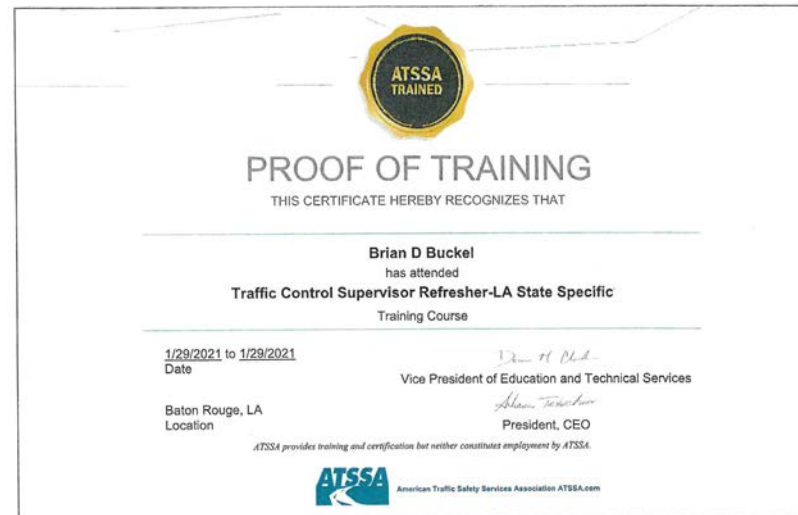 ATSSA
TRAINED
PROOF OF TRAINING
THIS CERTIFICATE HEREBY RECOGNIZES THAT
Brian D Buckel
has attended
Traffic Control Supervisor Refresher-LA State Specific
Training Course
1/29/2021 to 1/29/2021
Date
Vice President of Education and Technical Services
Baton Rouge, LA
Location
President, CEO
ATSSA provides training and certification but neither constitutes employment by ATSSA.
ATSSA
American Traffic Safety Services Association ATSSA.com